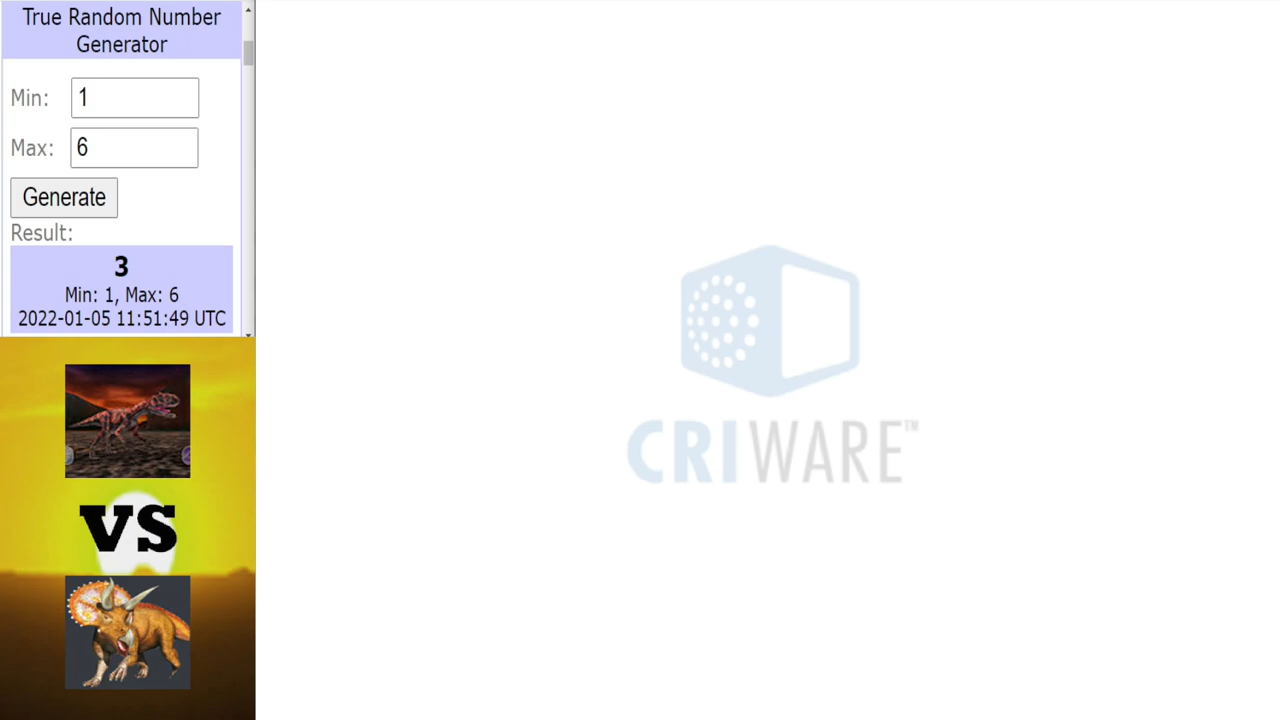 True Random Number
Generator
Min: 1
Max: 6
Generate
Result:
3
Min: 1, Max: 6
2022-01-05 11:51:49 UTC
VS
CRIWARE™